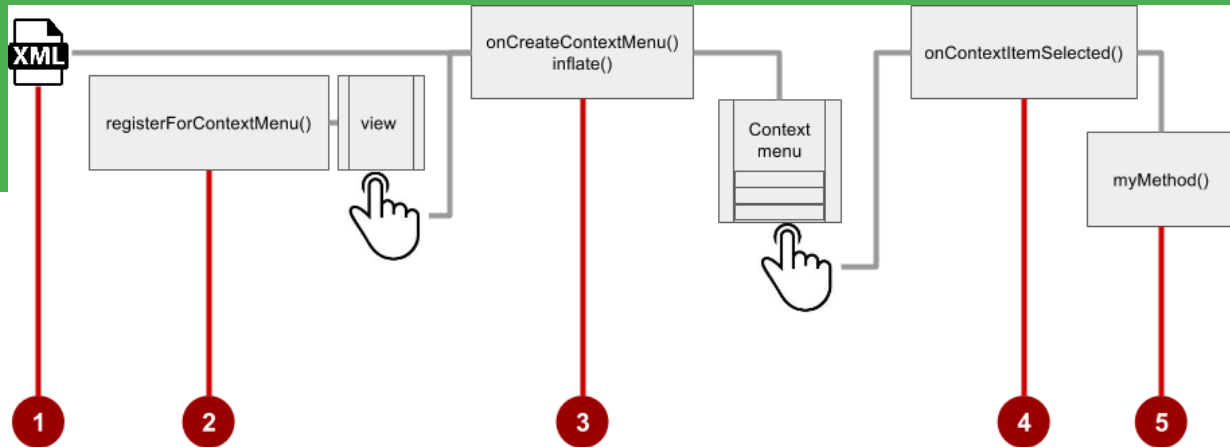 XML
onCreateContextMenu()
inflate()
onContextItemSelected()
registerForContextMenu()
view
Context
menu
myMethod()
1
2
3
4
5